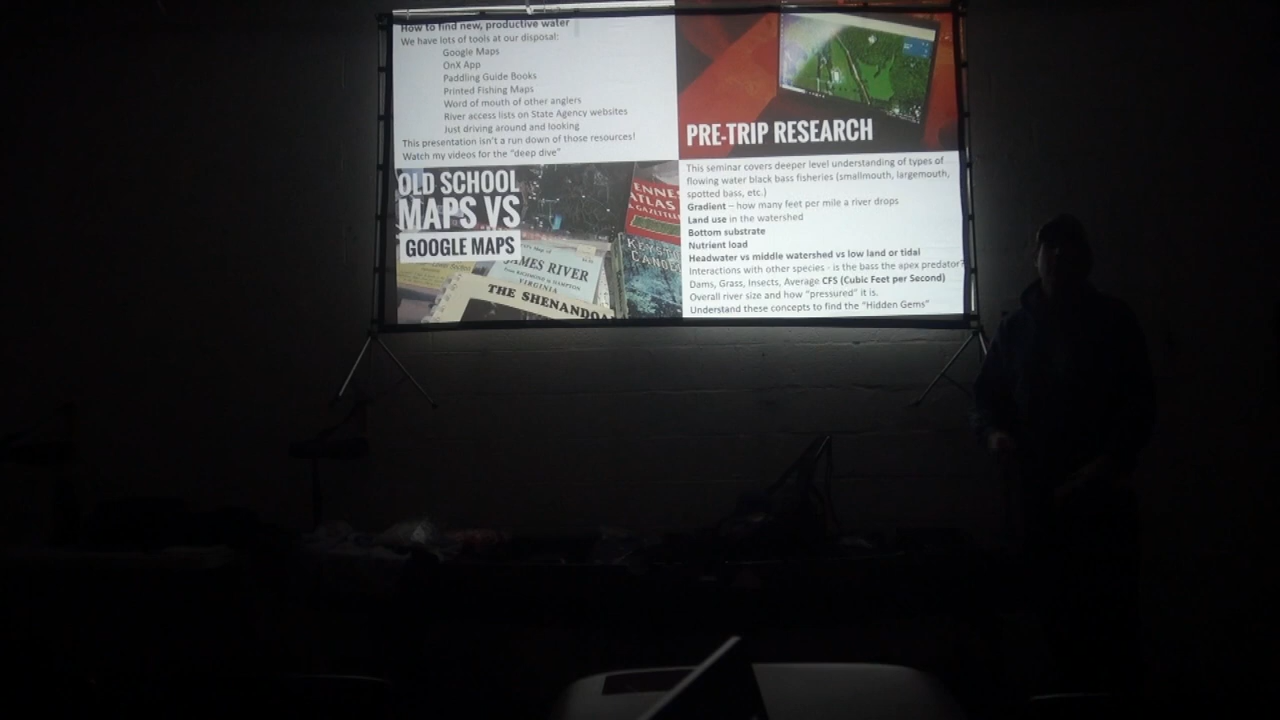 How to find new, productive water
We have lots of tools at our disposal:
Google Maps
OnX App
Paddling Guide Books
Printed Fishing Maps
Word of mouth of other anglers
River access lists on State Agency websites
Just driving around and looking
This presentation isn't a run down of those resources!
Watch my videos for the "deep dive"
PRE-TRIP RESEARCH
OLD SCHOOL
MAPS VS
GOOGLE MAPS
ATLAS
& GAZETTEER
Map of
JAMES RIVER
From RICHMOND to HAMPTON
VIRGINIA
THE SHENANDOA
This seminar covers deeper level understanding of types of
flowing water black bass fisheries (smallmouth, largemouth,
spotted bass, etc.)
Gradient – how many feet per mile a river drops
Land use in the watershed
Bottom substrate
Nutrient load
Headwater vs middle watershed vs low land or tidal
Interactions with other species - is the bass the apex predator?
Dams, Grass, Insects, Average CFS (Cubic Feet per Second)
Overall river size and how "pressured" it is.
Understand these concepts to find the "Hidden Gems"